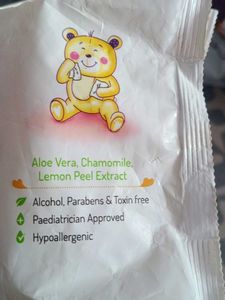 Aloe Vera, Chamomile,
Lemon Peel Extract
Alcohol, Parabens & Toxin free
Paediatrician Approved
Hypoallergenic